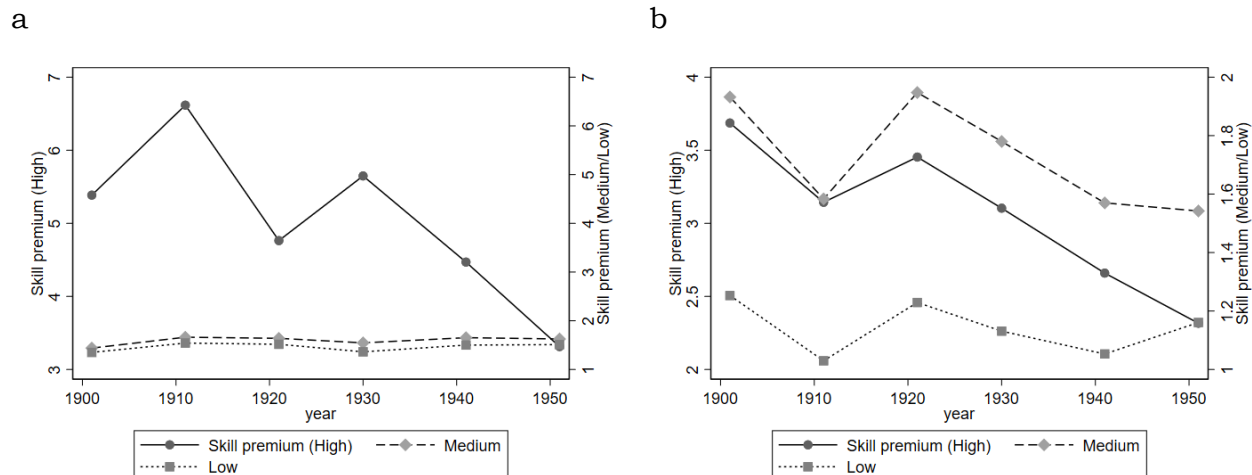 a
7
6
5
4
3
Skill premium (High)
7
6
5
4
3
2
1
Skill premium (Medium/Low)
1900 1910 1920 1930 1940 1950
year
Skill premium (High) Medium
Low
b
4
3.5
3
2.5
2
Skill premium (High)
2
1.8
1.6
1.4
1.2
1
Skill premium (Medium/Low)
1900 1910 1920 1930 1940 1950
year
Skill premium (High) Medium
Low